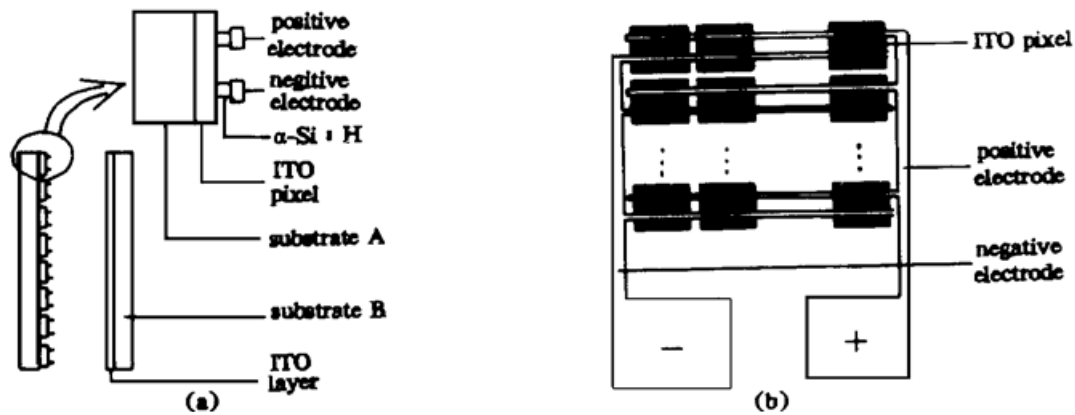 positive
electrode
negitive
electrode
α-Si : H
ITO
pixel
substrate A
substrate B
ITO
layer
(a)
ITO pixel
positive
electrode
negative
electrode
− +
(b)